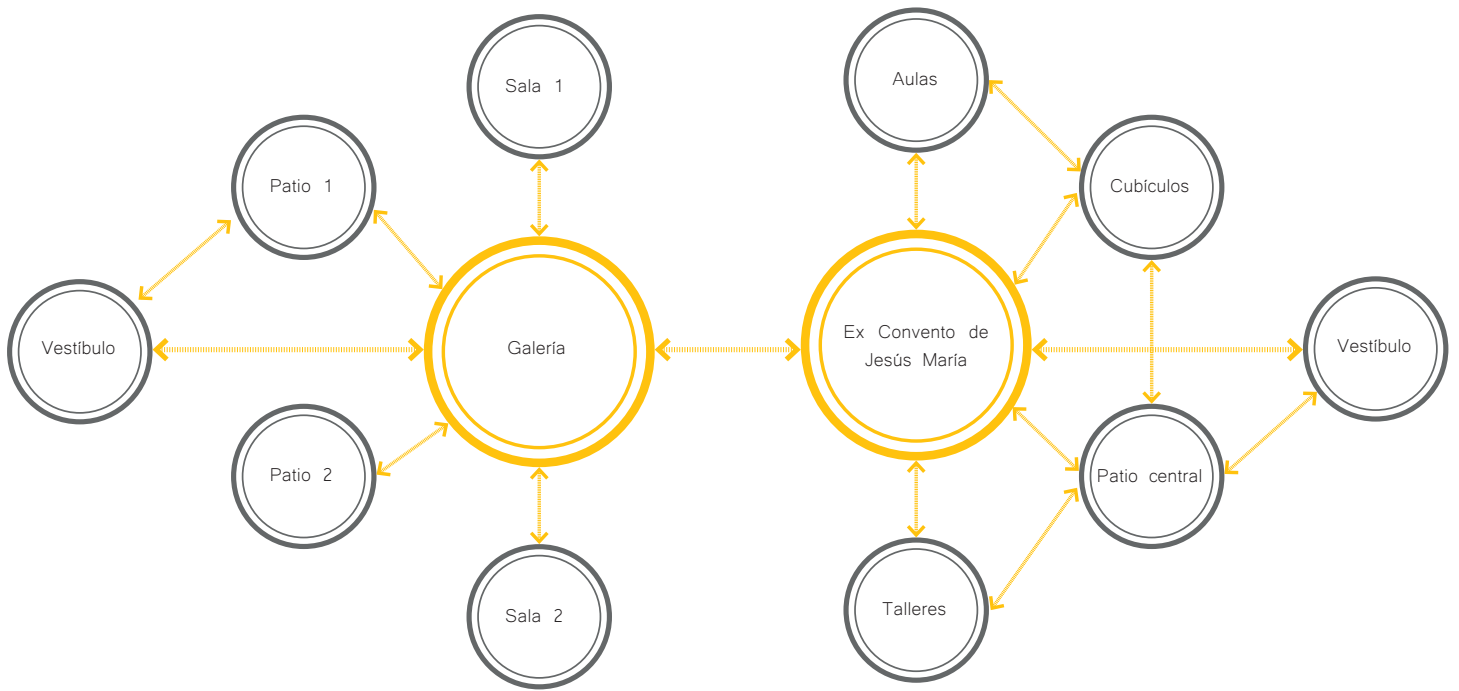 Sala 1
Patio 1
Vestíbulo
Galería
Patio 2
Sala 2
Aulas
Cubículos
Ex Convento de
Jesús María
Vestíbulo
Patio central
Talleres